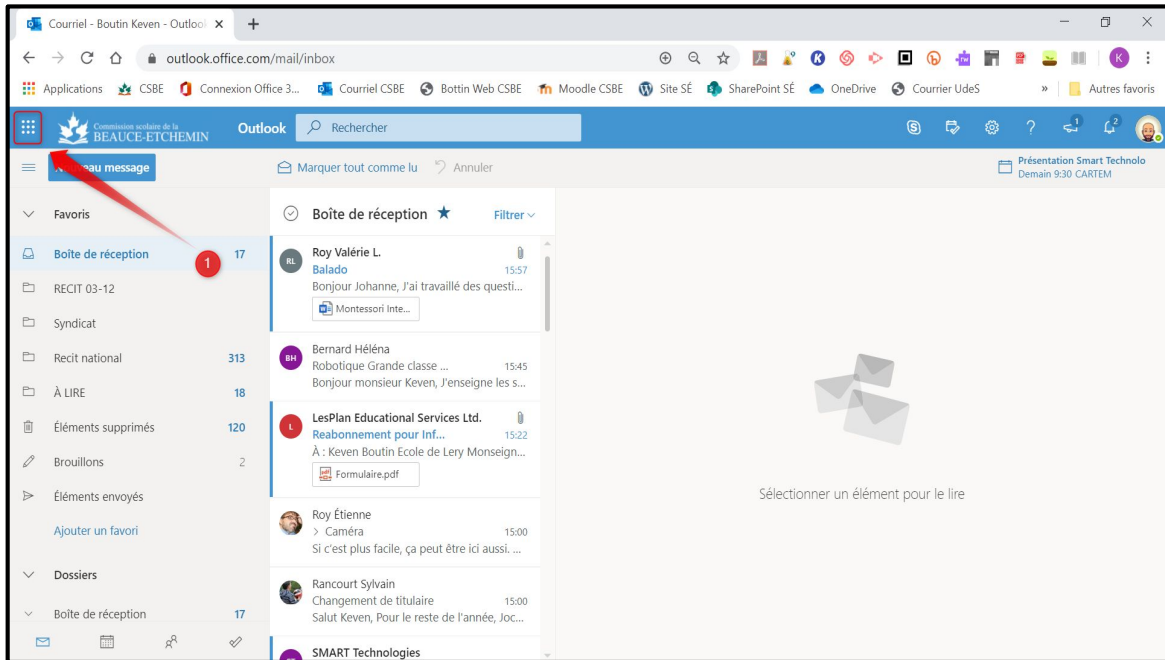 Courriel - Boutin Keven - Outlool
outlook.office.com/mail/inbox
K
Applications
CSBE
Connexion Office 3...
Courriel CSBE
Bottin Web CSBE
Moodle CSBE
Site SÉ
SharePoint SÉ
OneDrive
Courrier UdeS
»
Autres favoris
Commission scolaire de la
BEAUCE-ETCHEMIN
Outlook
Rechercher
1
2
eau message
Marquer tout comme lu
Annuler
Présentation Smart Technolo
Demain 9:30 CARTEM
1
Favoris
Boîte de réception 17
RECIT 03-12
Syndicat
Recit national 313
À LIRE 18
Éléments supprimés 120
Brouillons 2
Éléments envoyés
Ajouter un favori
Dossiers
Boîte de réception 17
Boîte de réception ★ Filtrer
RL
Roy Valérie L.
Balado 15:57
Bonjour Johanne, J'ai travaillé des questi...
Montessori Inte...
BH
Bernard Héléna
Robotique Grande classe ... 15:45
Bonjour monsieur Keven, J'enseigne les s...
L
LesPlan Educational Services Ltd.
Reabonnement pour Inf... 15:22
À : Keven Boutin Ecole de Lery Monseign...
Formulaire.pdf
Roy Étienne
> Caméra 15:00
Si c'est plus facile, ça peut être ici aussi. ...
Rancourt Sylvain
Changement de titulaire 15:00
Salut Keven, Pour le reste de l'année, Joc...
SMART Technologies
Sélectionner un élément pour le lire